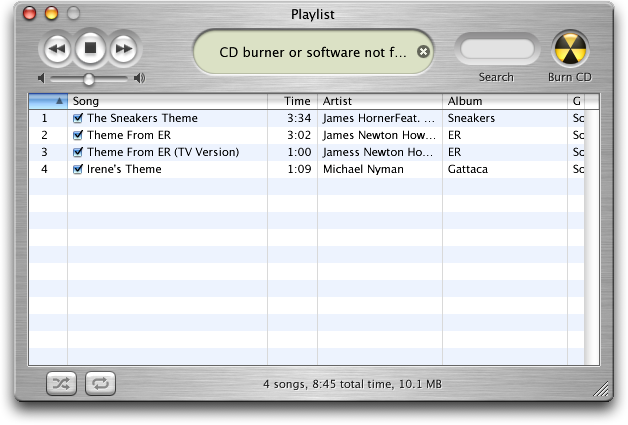 Playlist
CD burner or software not f...
Search
Burn CD
Song Time Artist Album G
1 The Sneakers Theme 3:34 James HornerFeat. ... Sneakers Sc
2 Theme From ER 3:02 James Newton How... ER Sc
3 Theme From ER (TV Version) 1:00 Jamess Newton Ho... ER Sc
4 Irene's Theme 1:09 Michael Nyman Gattaca Sc
4 songs, 8:45 total time, 10.1 MB